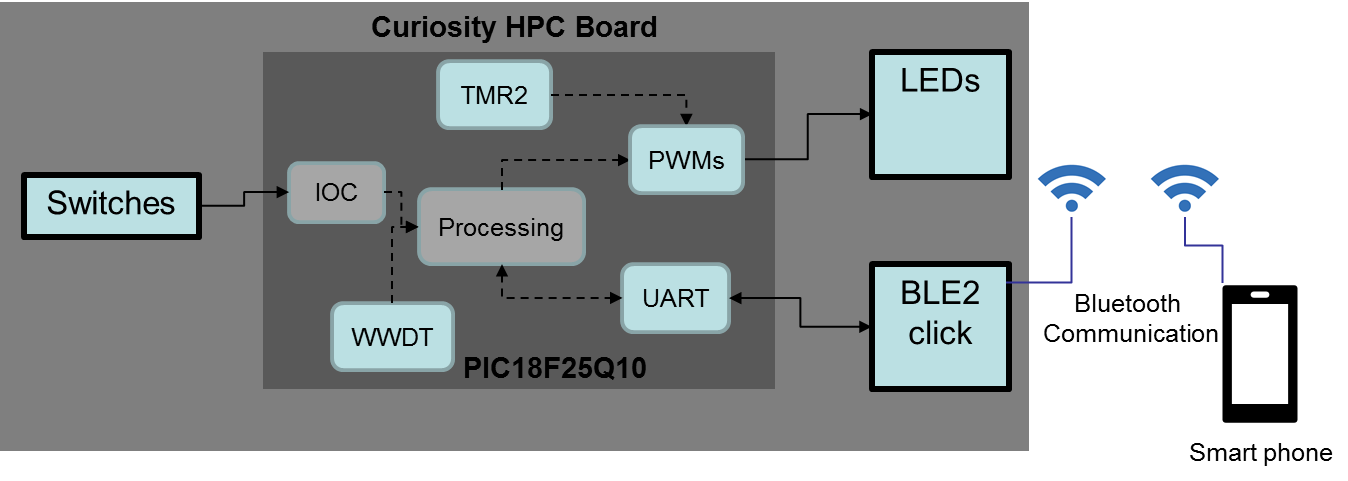 Curiosity HPC Board
TMR2
LEDs
PWMs
IOC
Switches
Processing
UART
BLE2
click
WWDT
PIC18F25Q10
Bluetooth
Communication
Smart phone